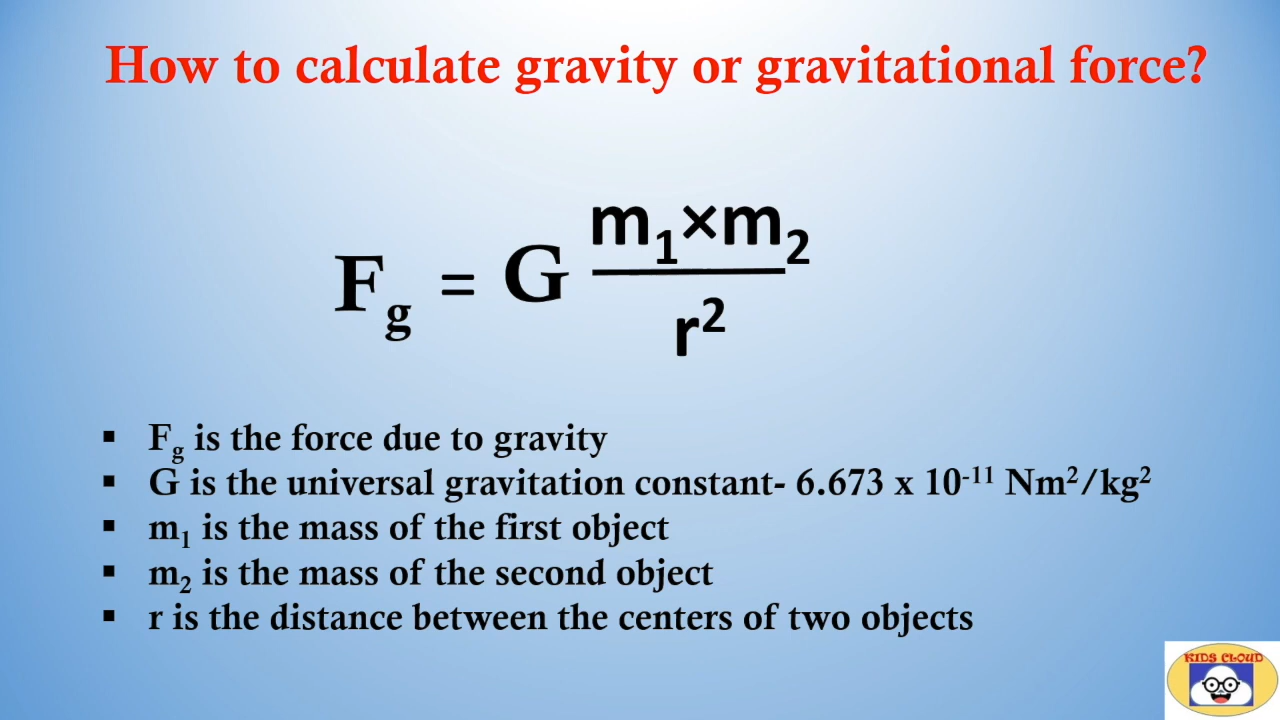 How to calculate gravity or gravitational force?
F_g = G m₁×m₂
r²
▪ F_g is the force due to gravity
▪ G is the universal gravitation constant- 6.673 x 10⁻¹¹ Nm²/kg²
▪ m₁ is the mass of the first object
▪ m₂ is the mass of the second object
▪ r is the distance between the centers of two objects
KIDS CLOUD